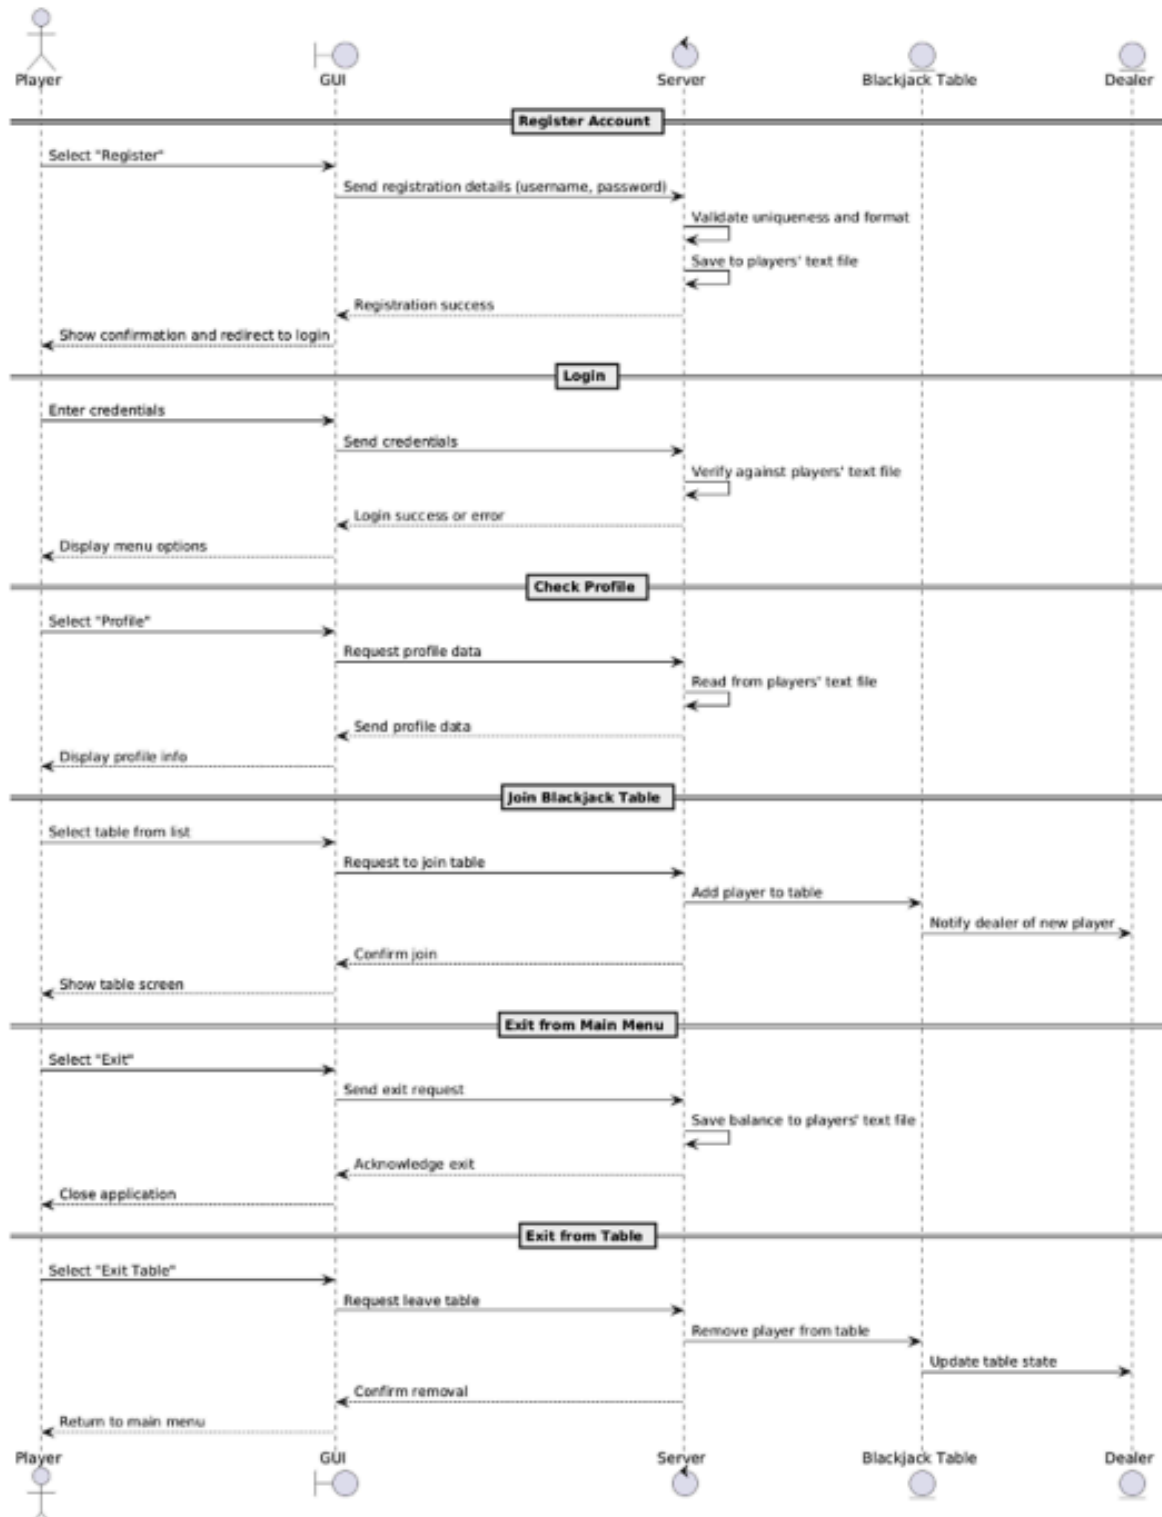 Player GUI Server Blackjack Table Dealer
Register Account
Select "Register"
Send registration details (username, password)
Validate uniqueness and format
Save to players' text file
Registration success
Show confirmation and redirect to login
Login
Enter credentials
Send credentials
Verify against players' text file
Login success or error
Display menu options
Check Profile
Select "Profile"
Request profile data
Read from players' text file
Send profile data
Display profile info
Join Blackjack Table
Select table from list
Request to join table
Add player to table
Notify dealer of new player
Confirm join
Show table screen
Exit from Main Menu
Select "Exit"
Send exit request
Save balance to players' text file
Acknowledge exit
Close application
Exit from Table
Select "Exit Table"
Request leave table
Remove player from table
Update table state
Confirm removal
Return to main menu
Player GUI Server Blackjack Table Dealer